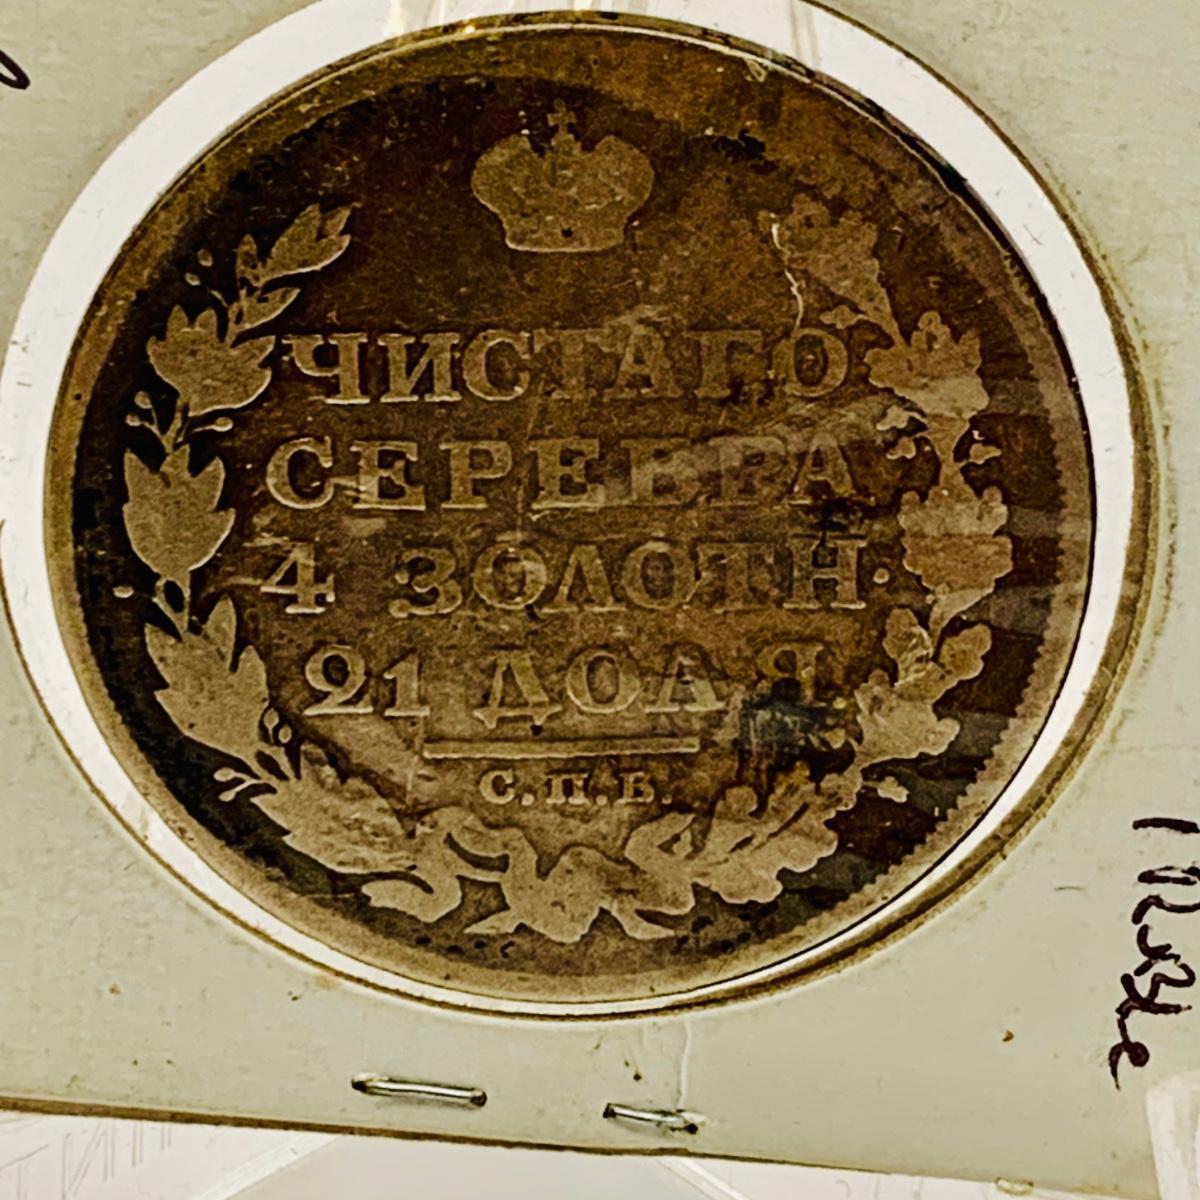 ЧИСТАГО
СЕРЕБРА
4 ЗОЛОТН.
21 ДОЛЯ.
С.П.Б.